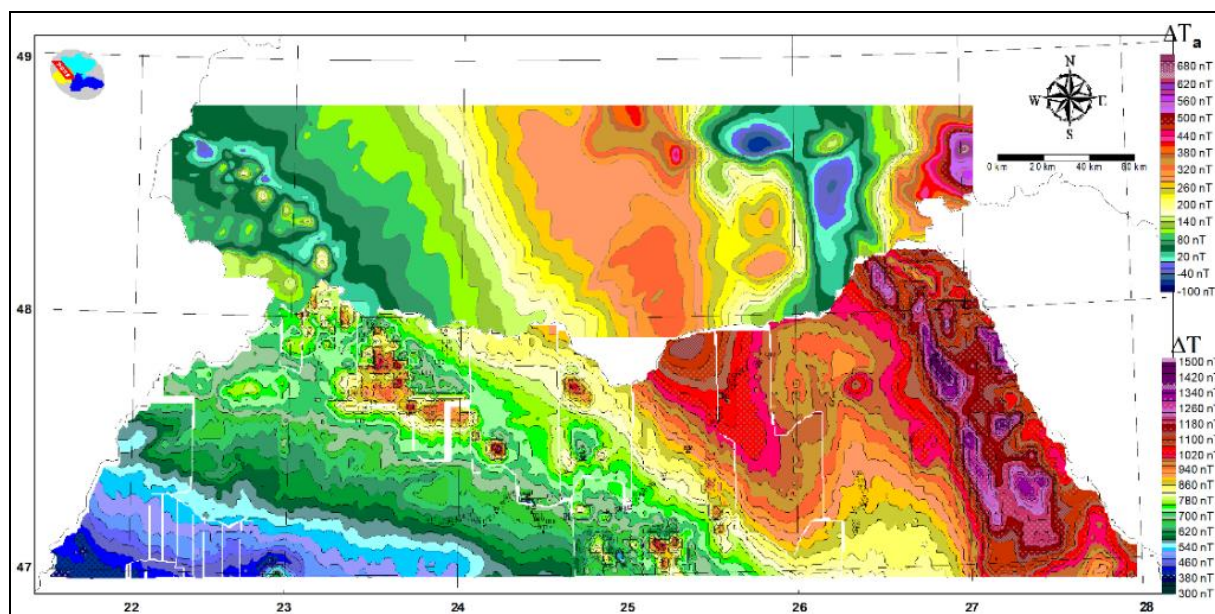 49
48
47
22
23
24
25
26
27
28
N
W
E
S
0 km 20 km 40 km 60 km
ΔTa
680 nT
620 nT
560 nT
500 nT
440 nT
380 nT
320 nT
260 nT
200 nT
140 nT
80 nT
20 nT
-40 nT
-100 nT
ΔT
1500 nT
1420 nT
1340 nT
1260 nT
1180 nT
1100 nT
1020 nT
940 nT
860 nT
780 nT
700 nT
620 nT
540 nT
460 nT
380 nT
300 nT